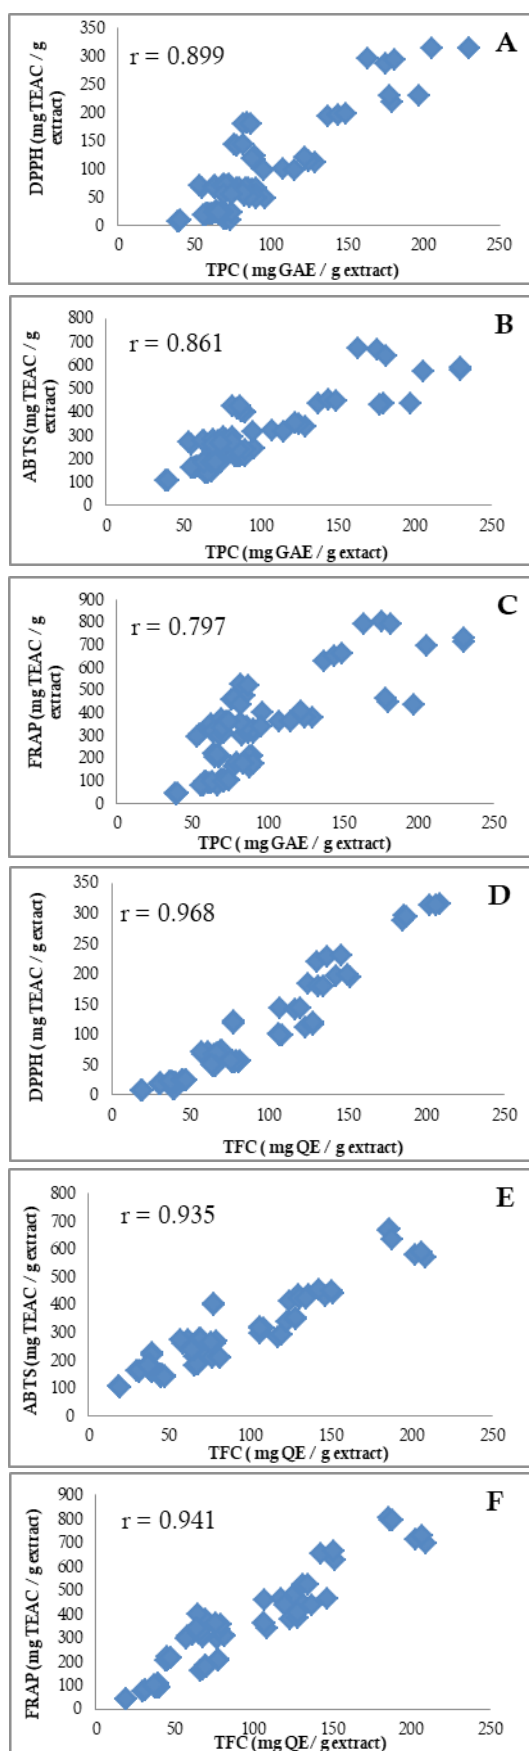 A
r = 0.899
DPPH (mg TEAC / g
extract)
350
300
250
200
150
100
50
0
0 50 100 150 200 250
TPC ( mg GAE / g extract)
B
r = 0.861
ABTS (mg TEAC / g
extract)
800
700
600
500
400
300
200
100
0
0 50 100 150 200 250
TPC ( mg GAE / g extact)
C
r = 0.797
FRAP (mg TEAC / g
extract)
900
800
700
600
500
400
300
200
100
0
0 50 100 150 200 250
TPC ( mg GAE / g extract)
D
r = 0.968
DPPH ( mg TEAC / g extact)
350
300
250
200
150
100
50
0
0 50 100 150 200 250
TFC ( mg QE / g extract)
E
r = 0.935
ABTS (mg TEAC / g extract)
800
700
600
500
400
300
200
100
0
0 50 100 150 200 250
TFC ( mg QE / g extract)
F
r = 0.941
FRAP (mg TEAC / g extract)
900
800
700
600
500
400
300
200
100
0
0 50 100 150 200 250
TFC ( mg QE/ g extract)